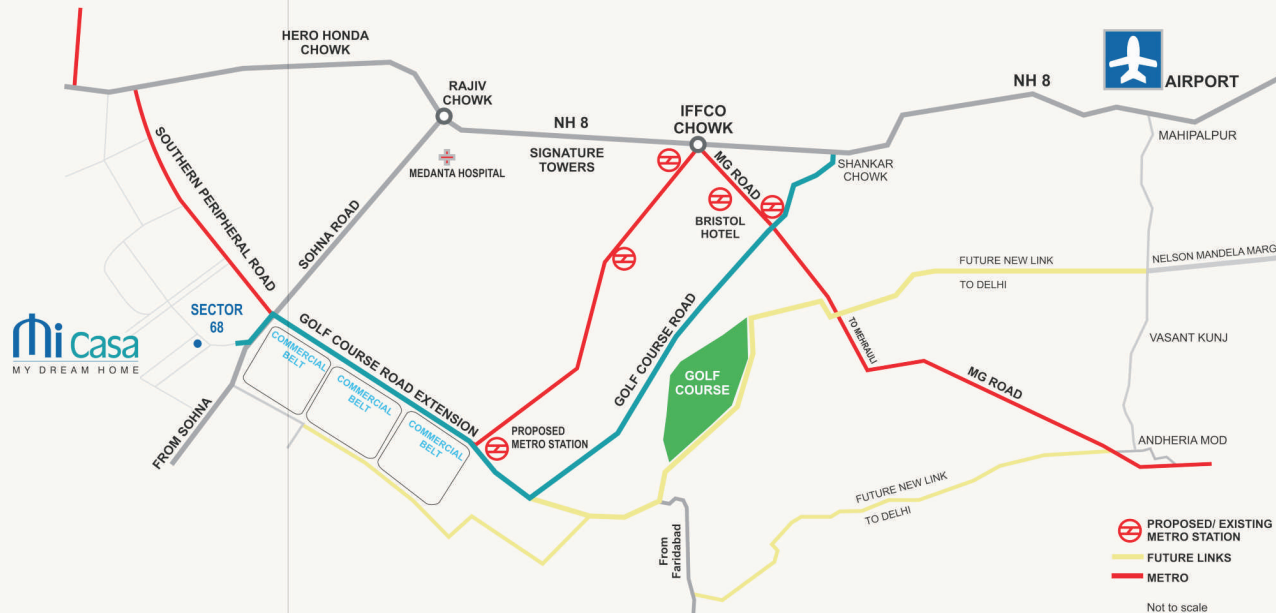 HERO HONDA
CHOWK
RAJIV
CHOWK
NH 8
SIGNATURE
TOWERS
MEDANTA HOSPITAL
IFFCO
CHOWK
MG ROAD
BRISTOL
HOTEL
SHANKAR
CHOWK
NH 8
AIRPORT
MAHIPALPUR
NELSON MANDELA MARG
FUTURE NEW LINK
TO DELHI
VASANT KUNJ
TO MEHRAULI
MG ROAD
ANDHERIA MOD
SOUTHERN PERIPHERAL ROAD
SOHNA ROAD
SECTOR
68
Mi Casa
MY DREAM HOME
FROM SOHNA
GOLF COURSE ROAD EXTENSION
COMMERCIAL
BELT
COMMERCIAL
BELT
COMMERCIAL
BELT
PROPOSED
METRO STATION
GOLF COURSE ROAD
GOLF
COURSE
From
Faridabad
FUTURE NEW LINK
TO DELHI
PROPOSED/ EXISTING
METRO STATION
FUTURE LINKS
METRO
Not to scale